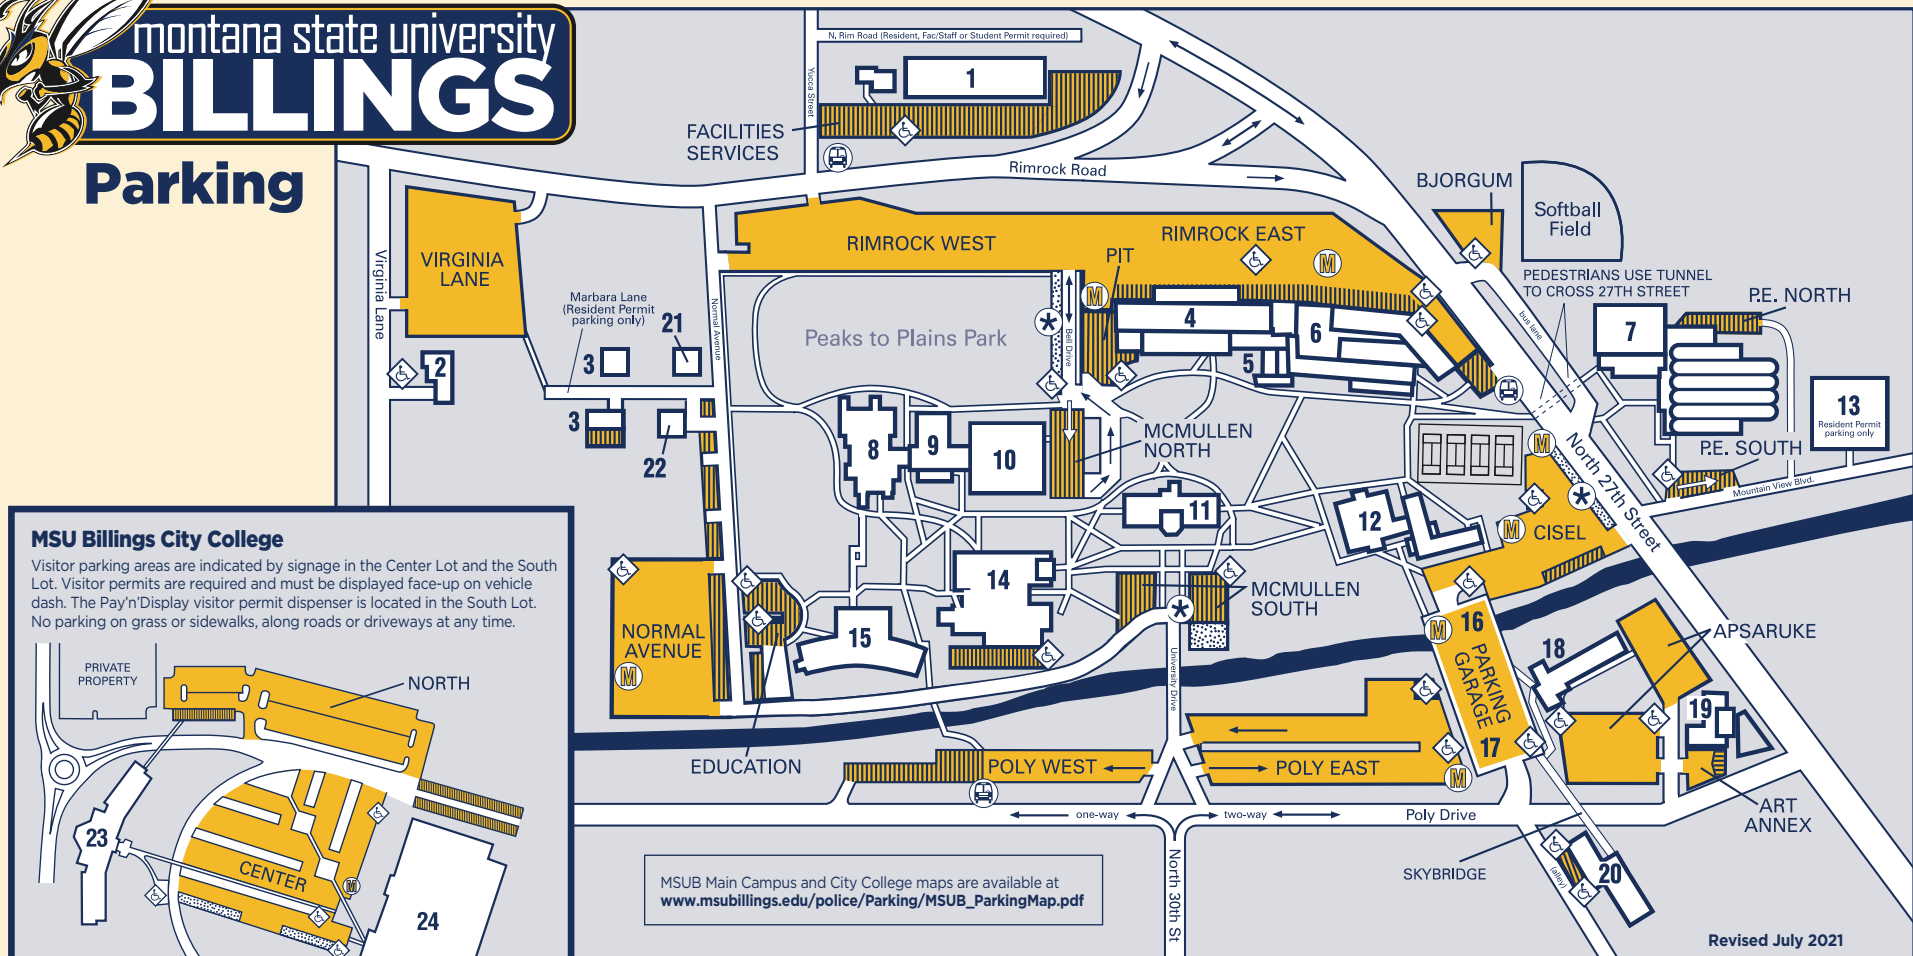 montana state university
BILLINGS
Parking
N. Rim Road (Resident, Fac/Staff or Student Permit required)
Yucca Street
1
FACILITIES
SERVICES
Rimrock Road
BJORGUM
Softball
Field
VIRGINIA
LANE
Virginia Lane
RIMROCK WEST
RIMROCK EAST
PIT
M
M
PEDESTRIANS USE TUNNEL
TO CROSS 27TH STREET
bus lane
P.E. NORTH
Marbara Lane
(Resident Permit
parking only)
21
3
2
3
22
Normal Avenue
Peaks to Plains Park
*
Bell Drive
4
5
6
7
13
Resident Permit
parking only
8
9
10
MCMULLEN
NORTH
M
North 27th Street
P.E. SOUTH
Mountain View Blvd.
*
11
12
M
CISEL
MSU Billings City College
Visitor parking areas are indicated by signage in the Center Lot and the South
Lot. Visitor permits are required and must be displayed face-up on vehicle
dash. The Pay'n'Display visitor permit dispenser is located in the South Lot.
No parking on grass or sidewalks, along roads or driveways at any time.
14
MCMULLEN
SOUTH
*
NORMAL
AVENUE
M
15
University Drive
M
16
PARKING
GARAGE
17
18
APSARUKE
19
PRIVATE
PROPERTY
NORTH
EDUCATION
POLY WEST
POLY EAST
M
ART
ANNEX
one-way
two-way
Poly Drive
23
CENTER
M
24
MSUB Main Campus and City College maps are available at
www.msubillings.edu/police/Parking/MSUB_ParkingMap.pdf
North 30th St
SKYBRIDGE
(alley)
20
Revised July 2021